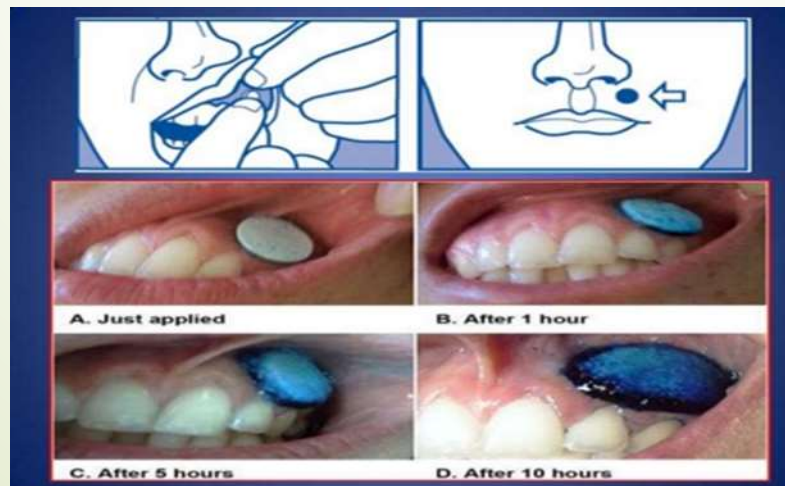 A. Just applied
B. After 1 hour
C. After 5 hours
D. After 10 hours